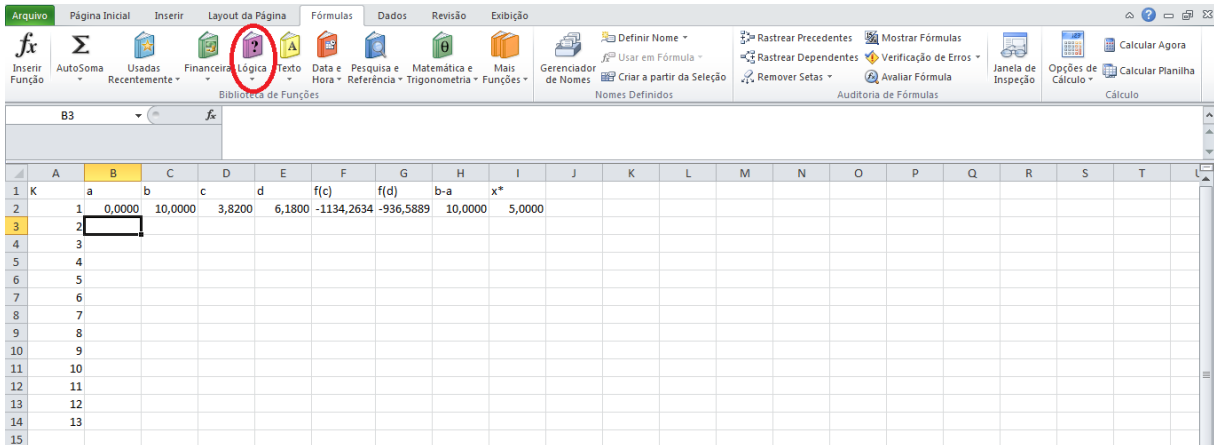 Arquivo Página Inicial Inserir Layout da Página Fórmulas Dados Revisão Exibição
fx Inserir Função
Σ AutoSoma
Usadas Recentemente
Financeira
Lógica
Texto
Data e Hora
Pesquisa e Referência
Matemática e Trigonometria
Mais Funções
Biblioteca de Funções
Gerenciador de Nomes
Definir Nome
Usar em Fórmula
Criar a partir da Seleção
Nomes Definidos
Rastrear Precedentes
Rastrear Dependentes
Remover Setas
Mostrar Fórmulas
Verificação de Erros
Avaliar Fórmula
Auditoria de Fórmulas
Janela de Inspeção
Opções de Cálculo
Calcular Agora
Calcular Planilha
Cálculo
B3 fx
A B C D E F G H I J K L M N O P Q R S T U
1 K a b c d f(c) f(d) b-a x*
2 1 0,0000 10,0000 3,8200 6,1800 -1134,2634 -936,5889 10,0000 5,0000
3 2
4 3
5 4
6 5
7 6
8 7
9 8
10 9
11 10
12 11
13 12
14 13
15